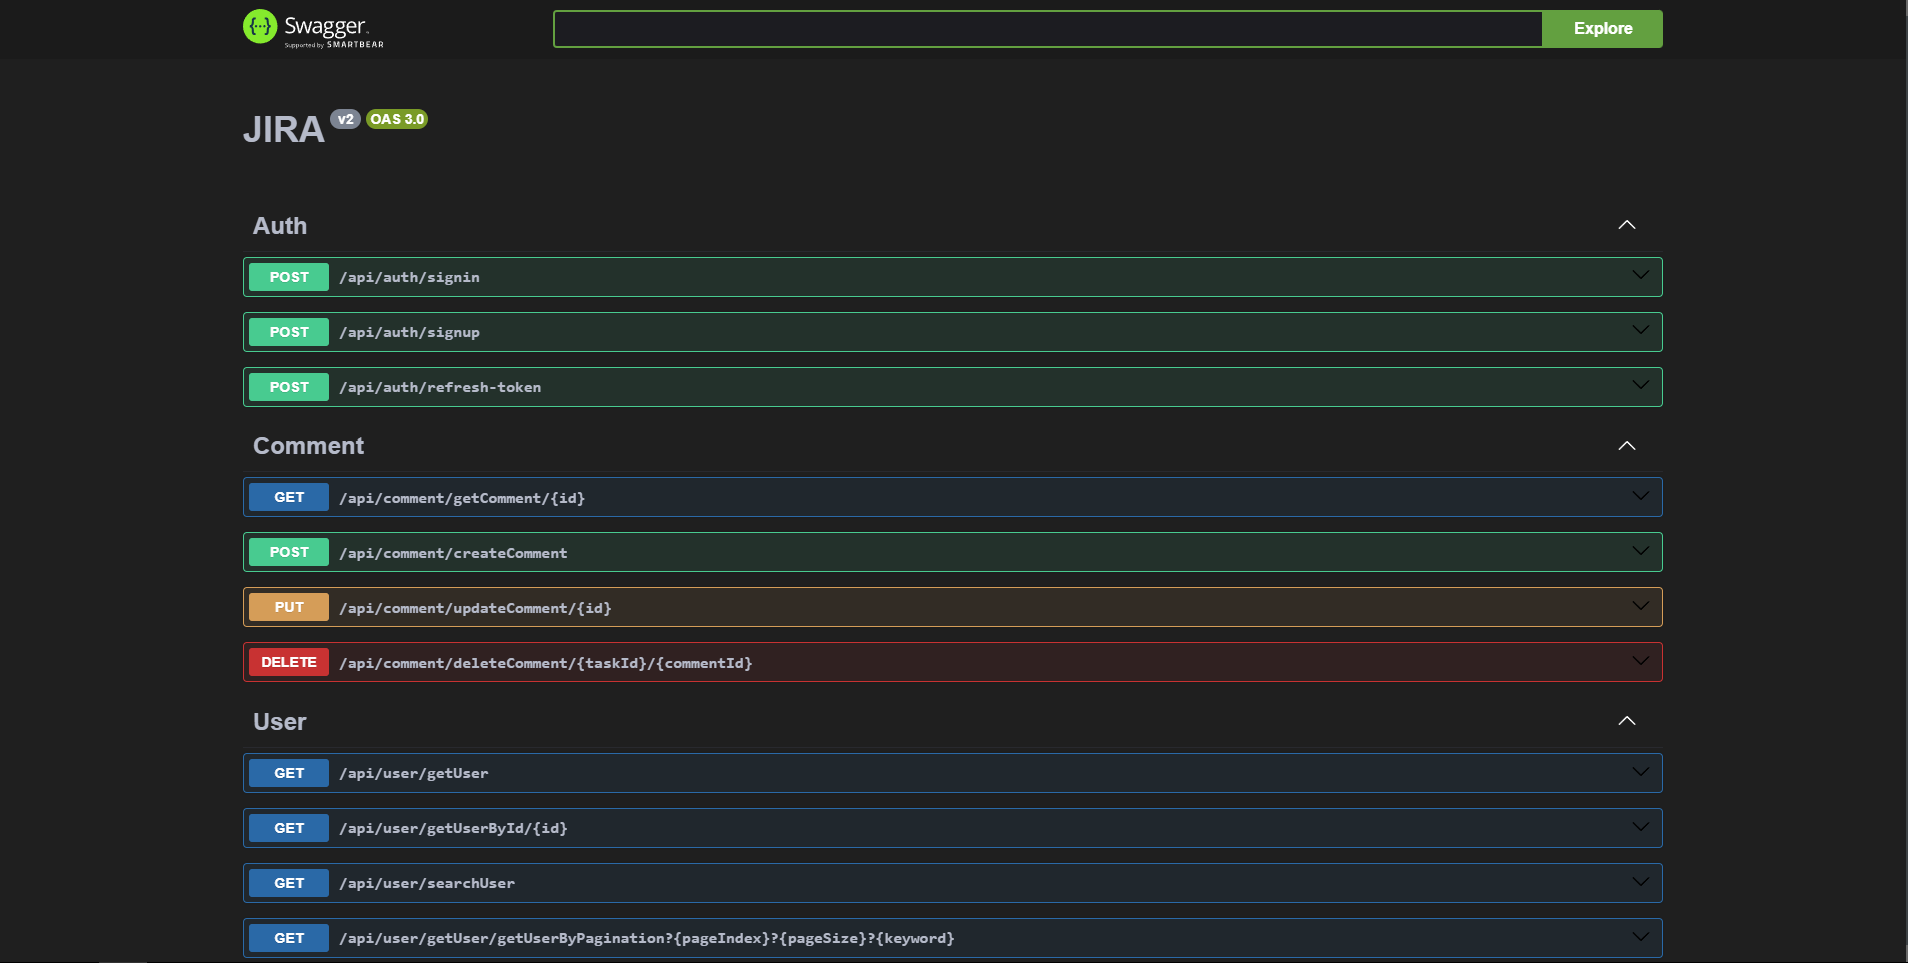 Swagger
Supported by SMARTBEAR
Explore
JIRA v2 OAS 3.0
Auth
POST /api/auth/signin
POST /api/auth/signup
POST /api/auth/refresh-token
Comment
GET /api/comment/getComment/{id}
POST /api/comment/createComment
PUT /api/comment/updateComment/{id}
DELETE /api/comment/deleteComment/{taskId}/{commentId}
User
GET /api/user/getUser
GET /api/user/getUserById/{id}
GET /api/user/searchUser
GET /api/user/getUser/getUserByPagination?{pageIndex}?{pageSize}?{keyword}